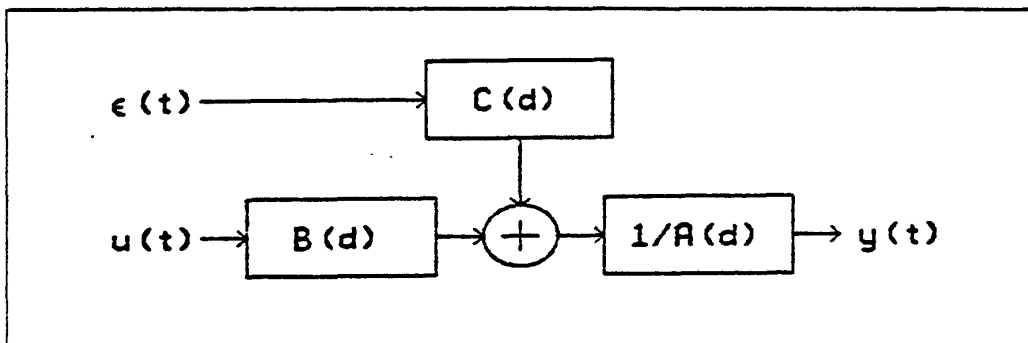 ϵ(t) C(d)
u(t) B(d) + 1/A(d) y(t)